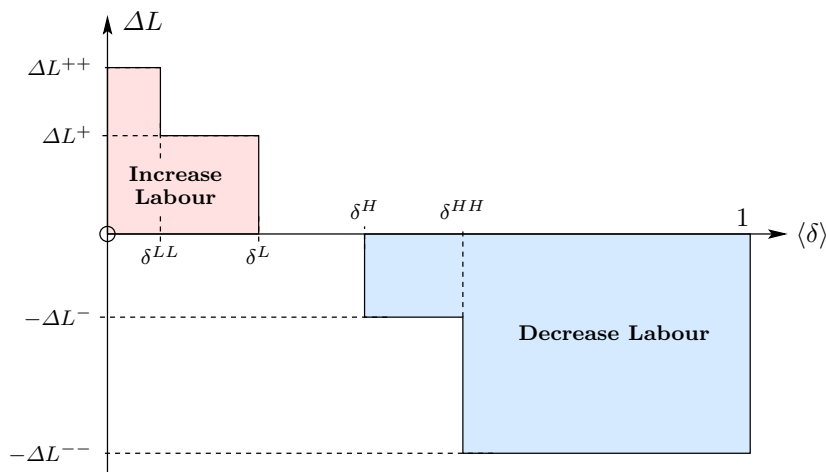 ΔL
ΔL⁺⁺
ΔL⁺
Increase
Labour
δᴴ
δᴴᴴ
1
⟨δ⟩
δᴸᴸ
δᴸ
−ΔL⁻
Decrease Labour
−ΔL⁻⁻